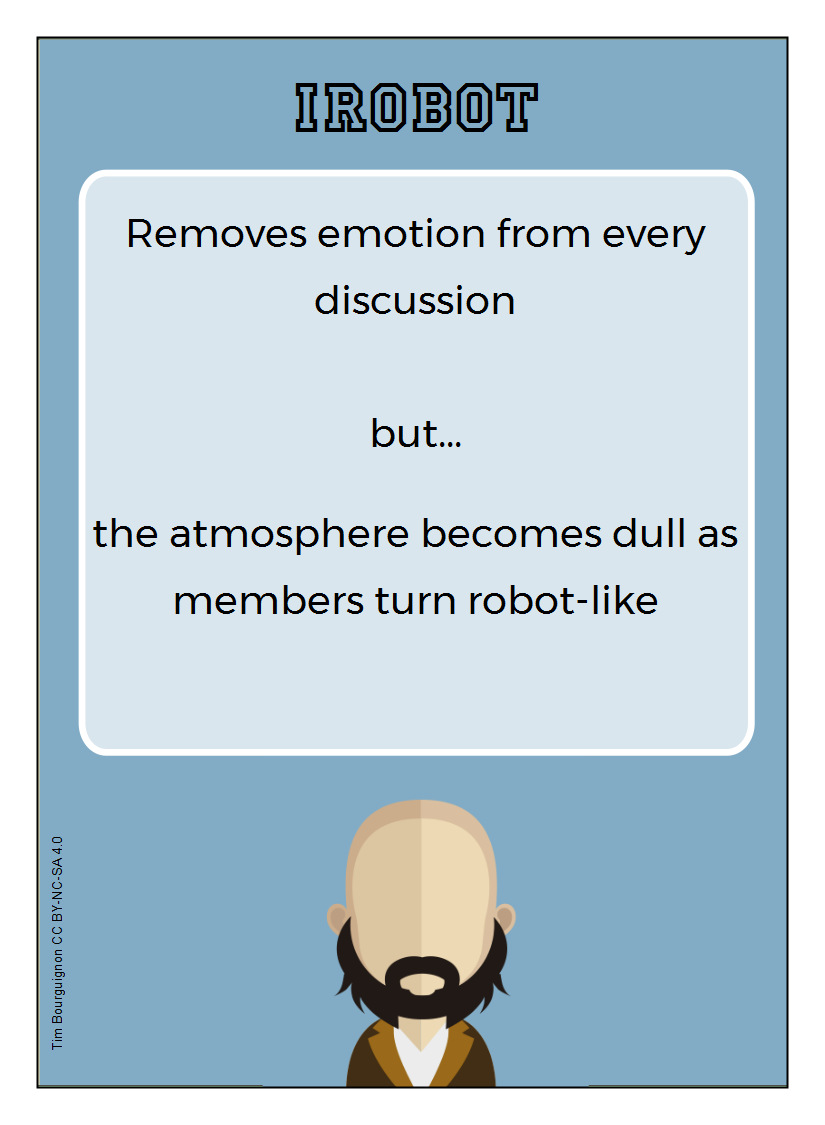 IROBOT
Removes emotion from every
discussion
but...
the atmosphere becomes dull as
members turn robot-like
Tim Bourguignon CC BY-NC-SA 4.0